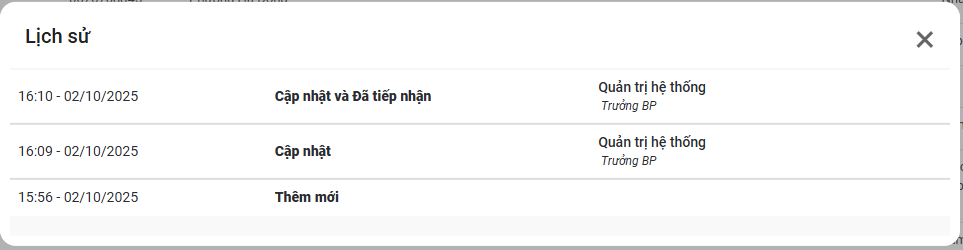 Lịch sử
16:10 - 02/10/2025 Cập nhật và Đã tiếp nhận Quản trị hệ thống
Trưởng BP
16:09 - 02/10/2025 Cập nhật Quản trị hệ thống
Trưởng BP
15:56 - 02/10/2025 Thêm mới